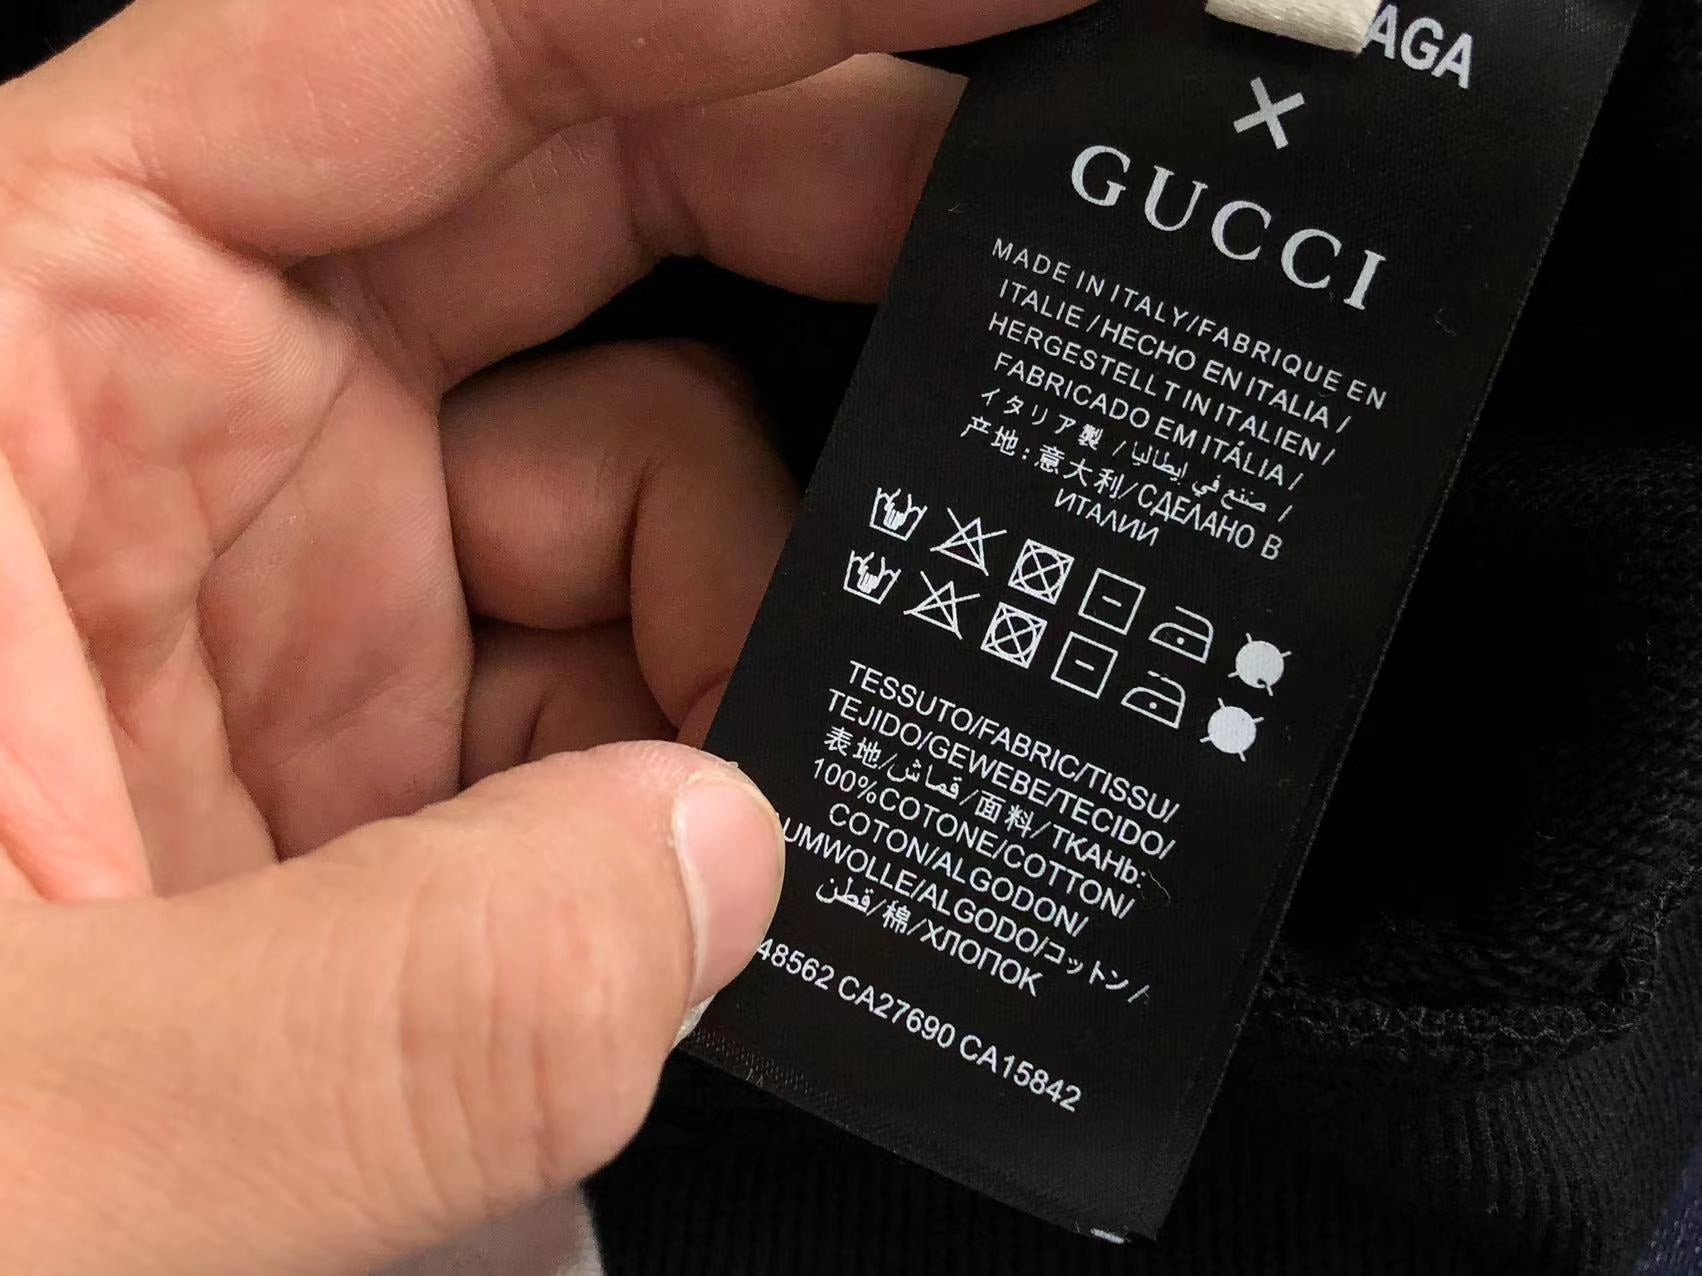 AGA
×
GUCCI
MADE IN ITALY/FABRIQUE EN
ITALIE/HECHO EN ITALIA/
HERGESTELLT IN ITALIEN/
FABRICADO EM ITÁLIA/
イタリア製/صنع في إيطاليا/
产地:意大利/СДЕЛАНО В
ИТАЛИИ
TESSUTO/FABRIC/TISSU/
TEJIDO/GEWEBE/TECIDO/
表地/قماش/面料/ТКАНЬ:
100%COTONE/COTTON/
COTON/ALGODON/
UMWOLLE/ALGODO/コットン/
قطن/棉/ХЛОПОК
48562 CA27690 CA15842